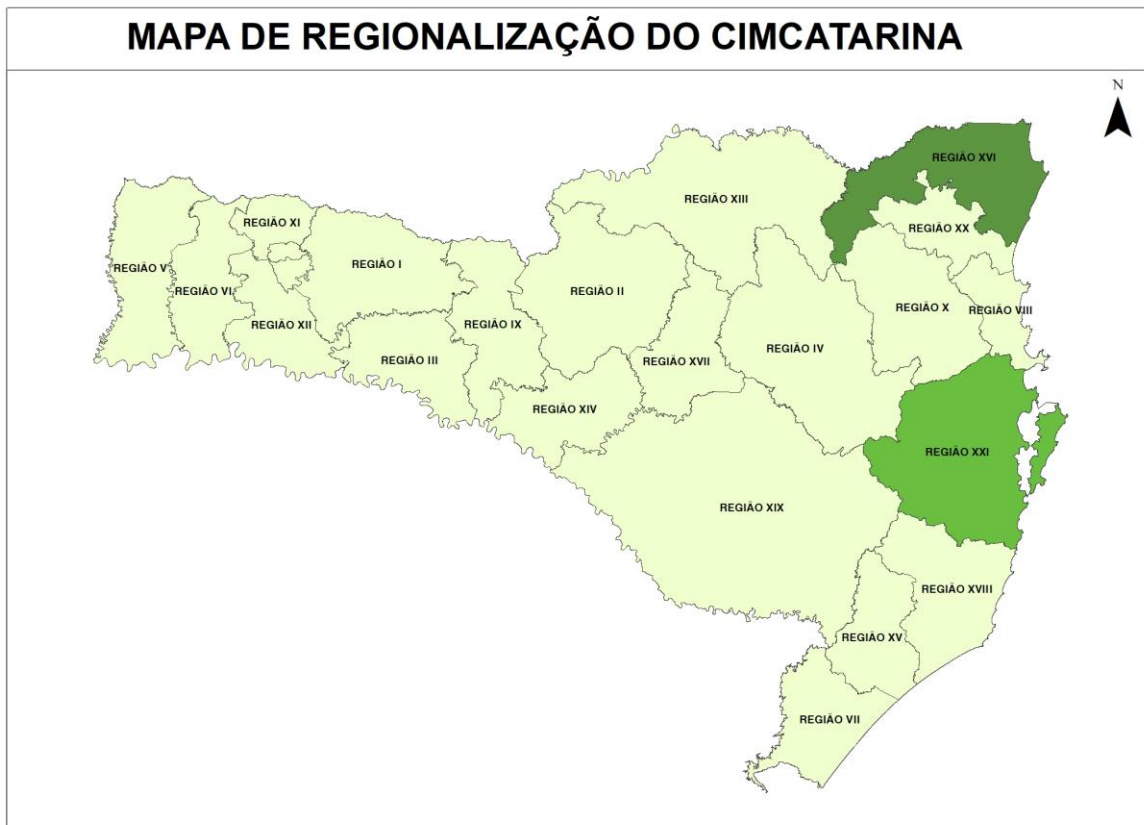 MAPA DE REGIONALIZAÇÃO DO CIMCATARINA
N
REGIÃO XVI
REGIÃO XIII
REGIÃO XI
REGIÃO XX
REGIÃO I
REGIÃO V
REGIÃO VI
REGIÃO II
REGIÃO X
REGIÃO VIII
REGIÃO XII
REGIÃO IX
REGIÃO IV
REGIÃO III
REGIÃO XVII
REGIÃO XIV
REGIÃO XXI
REGIÃO XIX
REGIÃO XVIII
REGIÃO XV
REGIÃO VII